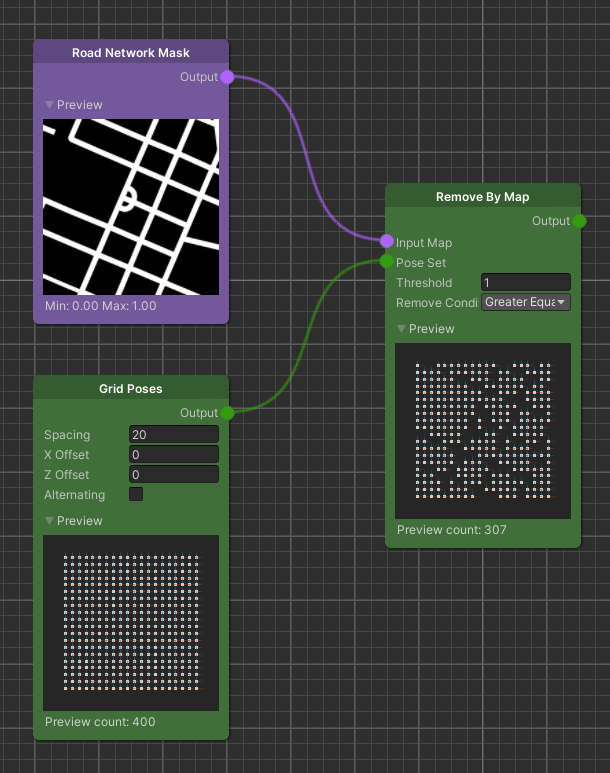 Road Network Mask
Output
Preview
Min: 0.00 Max: 1.00
Remove By Map
Output
Input Map
Pose Set
Threshold 1
Remove Condi Greater Equa
Preview
Preview count: 307
Grid Poses
Output
Spacing 20
X Offset 0
Z Offset 0
Alternating
Preview
Preview count: 400